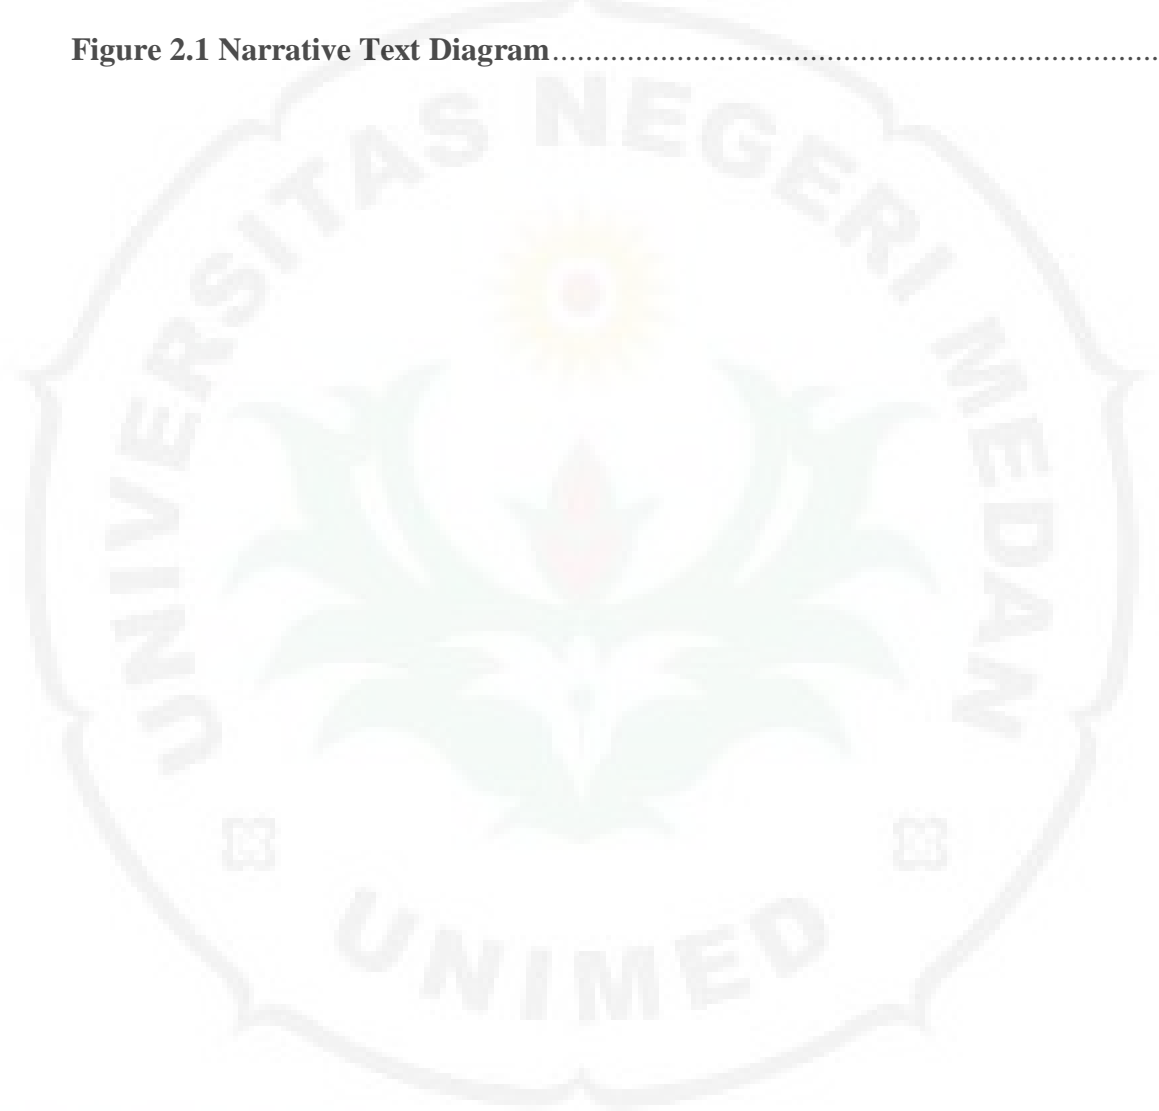 Figure 2.1 Narrative Text Diagram........................................................................
UNIVERSITAS NEGERI MEDAN
UNIMED